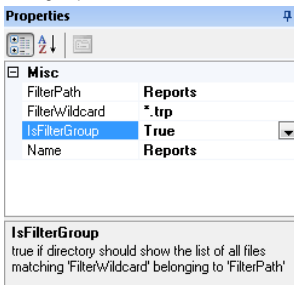 Properties
Misc
FilterPath Reports
FilterWildcard *.trp
IsFilterGroup True
Name Reports
IsFilterGroup
true if directory should show the list of all files
matching 'FilterWildcard' belonging to 'FilterPath'